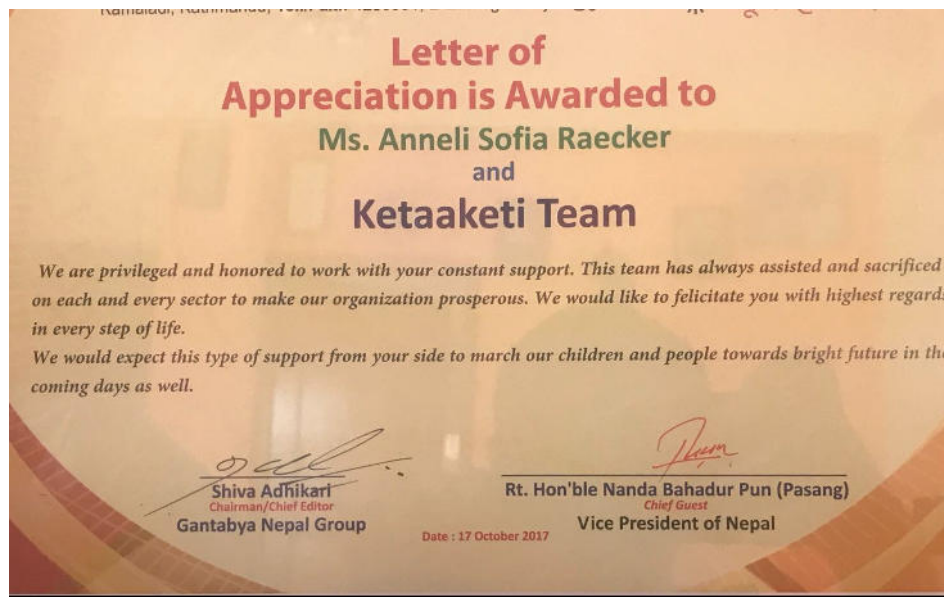 Kamaladi, Kathmandu,
Letter of
Appreciation is Awarded to
Ms. Anneli Sofia Raecker
and
Ketaaketi Team
We are privileged and honored to work with your constant support. This team has always assisted and sacrificed
on each and every sector to make our organization prosperous. We would like to felicitate you with highest regards
in every step of life.
We would expect this type of support from your side to march our children and people towards bright future in the
coming days as well.
Shiva Adhikari
Chairman/Chief Editor
Gantabya Nepal Group
Date : 17 October 2017
Rt. Hon'ble Nanda Bahadur Pun (Pasang)
Chief Guest
Vice President of Nepal